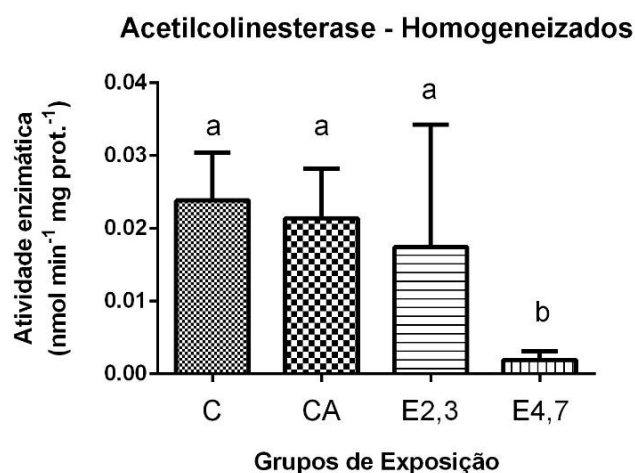 Acetilcolinesterase - Homogeneizados
Atividade enzimática
(nmol min⁻¹ mg prot.⁻¹)
0.04
0.03
0.02
0.01
0.00
a
a
a
b
C CA E2,3 E4,7
Grupos de Exposição